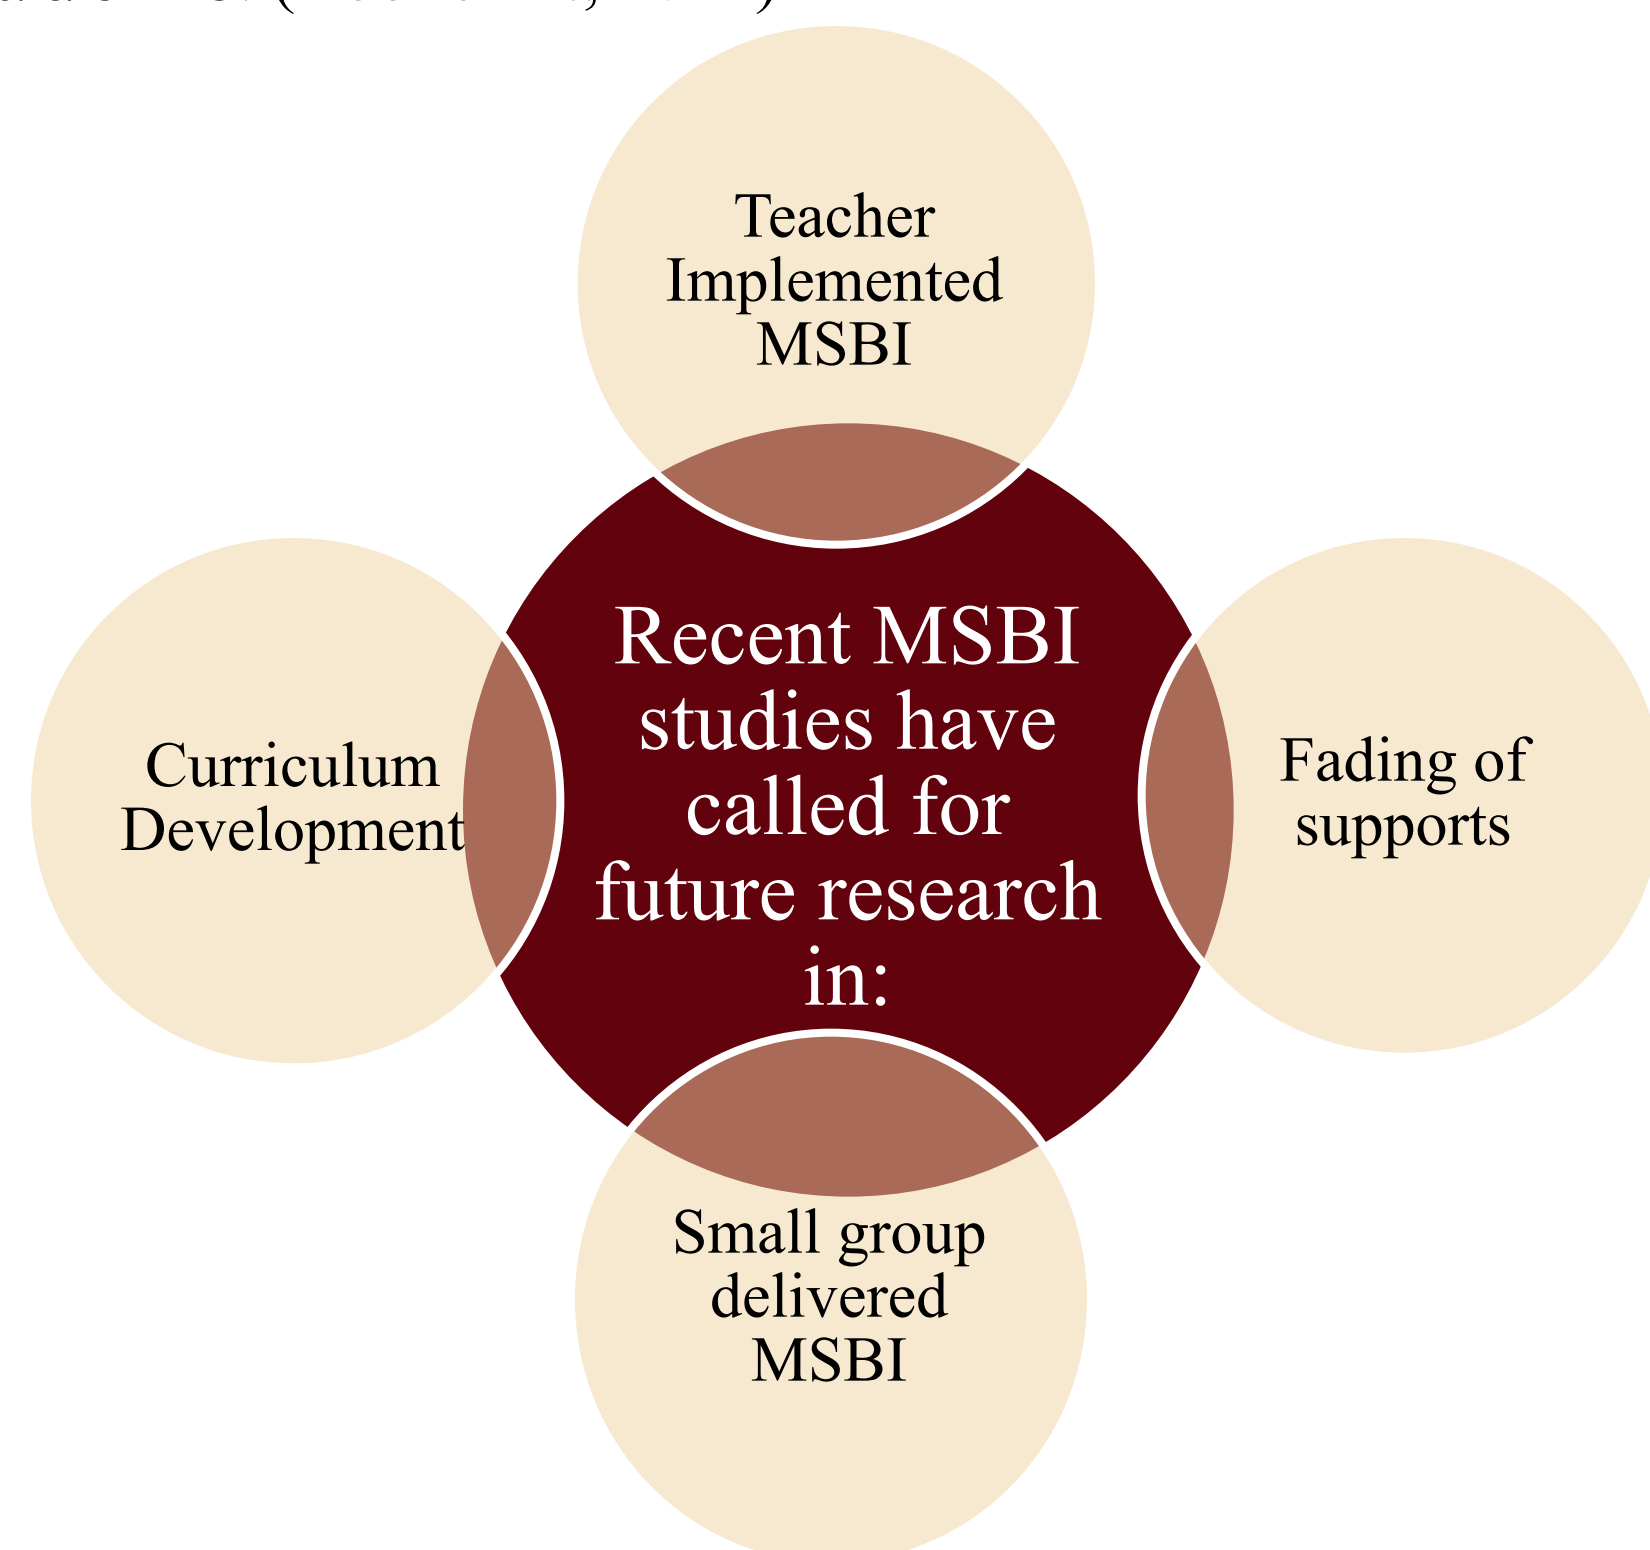 Teacher
Implemented
MSBI
Recent MSBI
studies have
called for
future research
in:
Curriculum
Development
Fading of
supports
Small group
delivered
MSBI